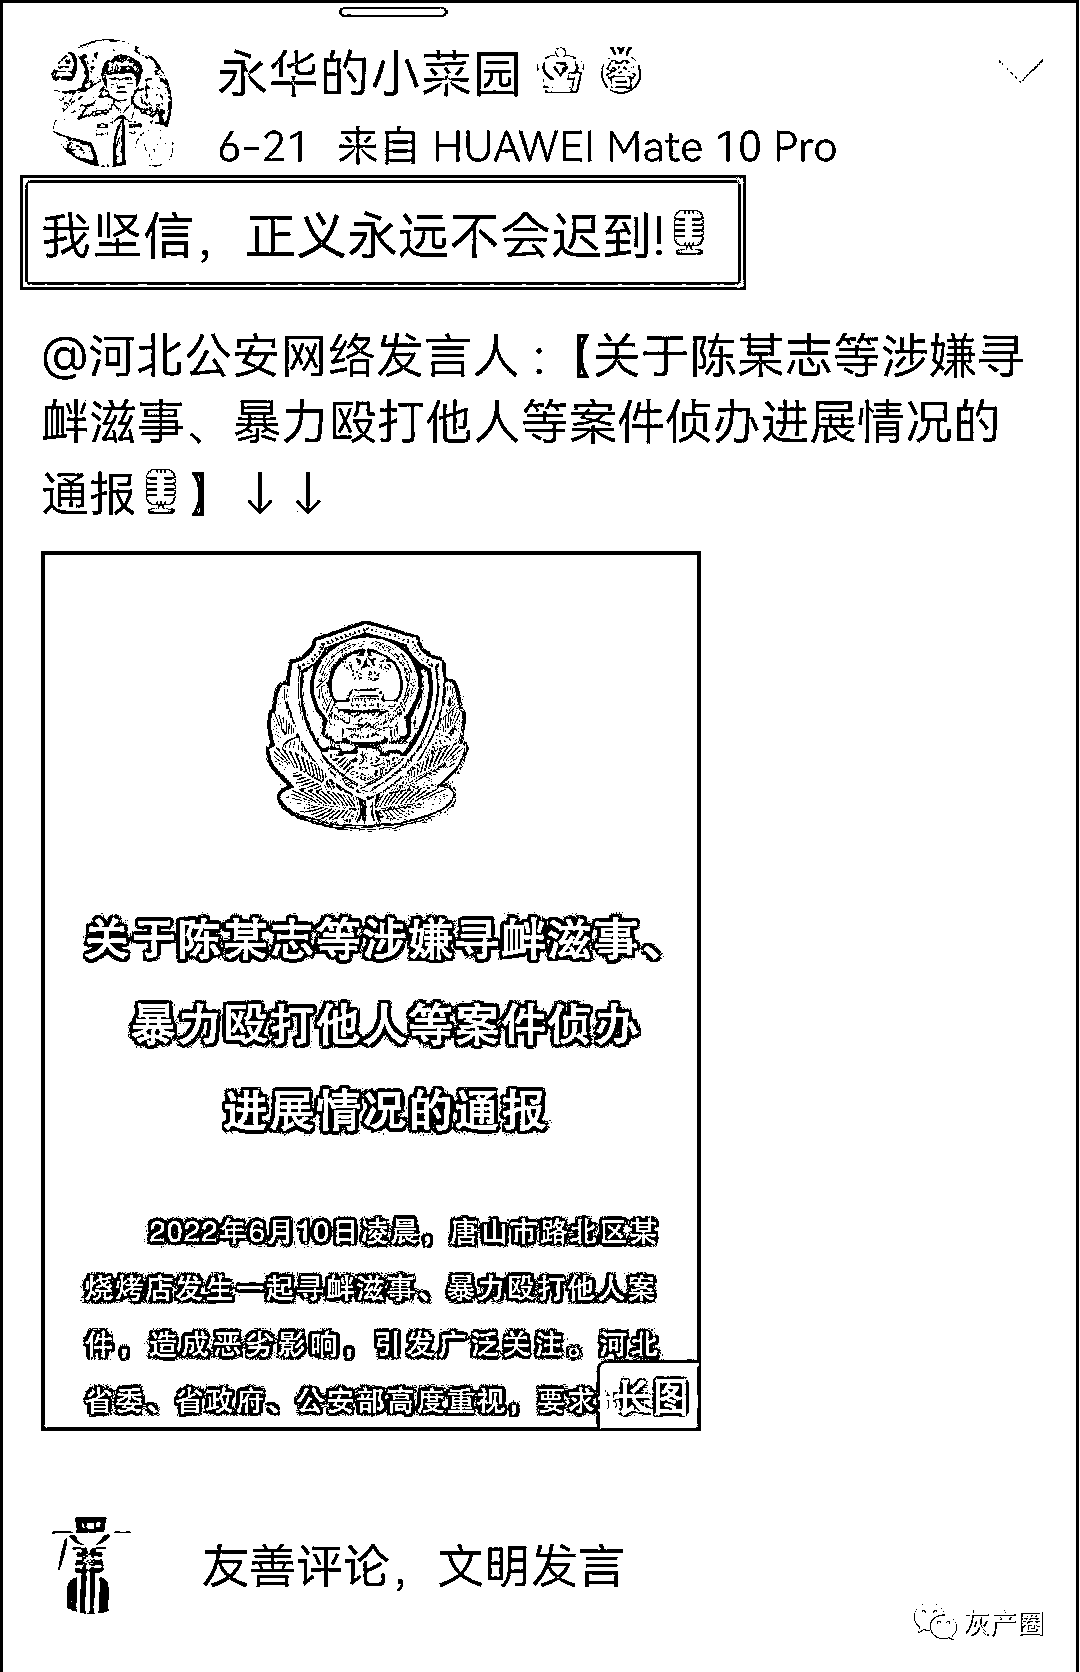 永华的小菜园
6-21 来自 HUAWEI Mate 10 Pro
我坚信，正义永远不会迟到!
@河北公安网络发言人:【关于陈某志等涉嫌寻
衅滋事、暴力殴打他人等案件侦办进展情况的
通报】↓↓
关于陈某志等涉嫌寻衅滋事、
暴力殴打他人等案件侦办
进展情况的通报
2022年6月10日凌晨，唐山市路北区某
烧烤店发生一起寻衅滋事、暴力殴打他人案
件，造成恶劣影响，引发广泛关注。河北
省委、省政府、公安部高度重视，要求
长图
友善评论，文明发言
灰产圈